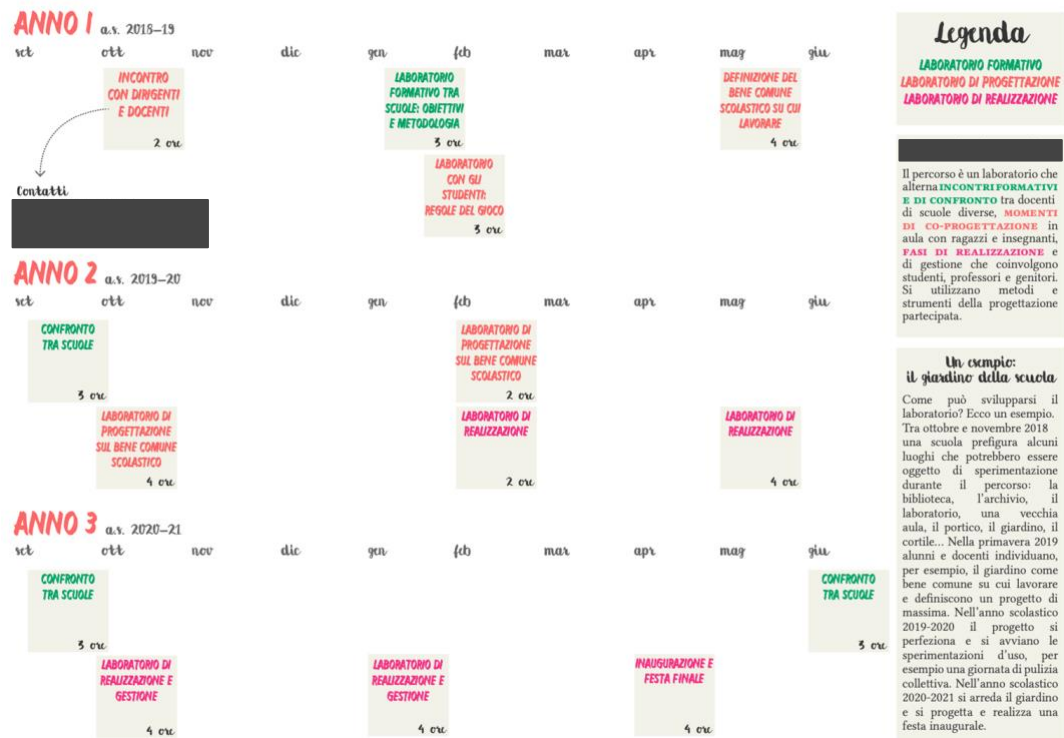 ANNO 1 a.s. 2018–19
set ott nov dic gen feb mar apr mag giu
INCONTRO
CON DIRIGENTI
E DOCENTI
2 ore
Contatti
LABORATORIO
FORMATIVO TRA
SCUOLE: OBIETTIVI
E METODOLOGIA
3 ore
LABORATORIO
CON GLI
STUDENTI:
REGOLE DEL GIOCO
3 ore
DEFINIZIONE DEL
BENE COMUNE
SCOLASTICO SU CUI
LAVORARE
4 ore
ANNO 2 a.s. 2019–20
set ott nov dic gen feb mar apr mag giu
CONFRONTO
TRA SCUOLE
3 ore
LABORATORIO DI
PROGETTAZIONE
SUL BENE COMUNE
SCOLASTICO
4 ore
LABORATORIO DI
PROGETTAZIONE
SUL BENE COMUNE
SCOLASTICO
2 ore
LABORATORIO DI
REALIZZAZIONE
2 ore
LABORATORIO DI
REALIZZAZIONE
4 ore
ANNO 3 a.s. 2020–21
set ott nov dic gen feb mar apr mag giu
CONFRONTO
TRA SCUOLE
3 ore
LABORATORIO DI
REALIZZAZIONE E
GESTIONE
4 ore
LABORATORIO DI
REALIZZAZIONE E
GESTIONE
4 ore
INAUGURAZIONE E
FESTA FINALE
4 ore
CONFRONTO
TRA SCUOLE
3 ore
Legenda
LABORATORIO FORMATIVO
LABORATORIO DI PROGETTAZIONE
LABORATORIO DI REALIZZAZIONE
Il percorso è un laboratorio che
alterna INCONTRI FORMATIVI
E DI CONFRONTO tra docenti
di scuole diverse, MOMENTI
DI CO-PROGETTAZIONE in
aula con ragazzi e insegnanti,
FASI DI REALIZZAZIONE e
di gestione che coinvolgono
studenti, professori e genitori.
Si utilizzano metodi e
strumenti della progettazione
partecipata.
Un esempio:
il giardino della scuola
Come può svilupparsi il
laboratorio? Ecco un esempio.
Tra ottobre e novembre 2018
una scuola prefigura alcuni
luoghi che potrebbero essere
oggetto di sperimentazione
durante il percorso: la
biblioteca, l'archivio, il
laboratorio, una vecchia
aula, il portico, il giardino, il
cortile... Nella primavera 2019
alunni e docenti individuano,
per esempio, il giardino come
bene comune su cui lavorare
e definiscono un progetto di
massima. Nell'anno scolastico
2019-2020 il progetto si
perfeziona e si avviano le
sperimentazioni d'uso, per
esempio una giornata di pulizia
collettiva. Nell'anno scolastico
2020-2021 si arreda il giardino
e si progetta e realizza una
festa inaugurale.